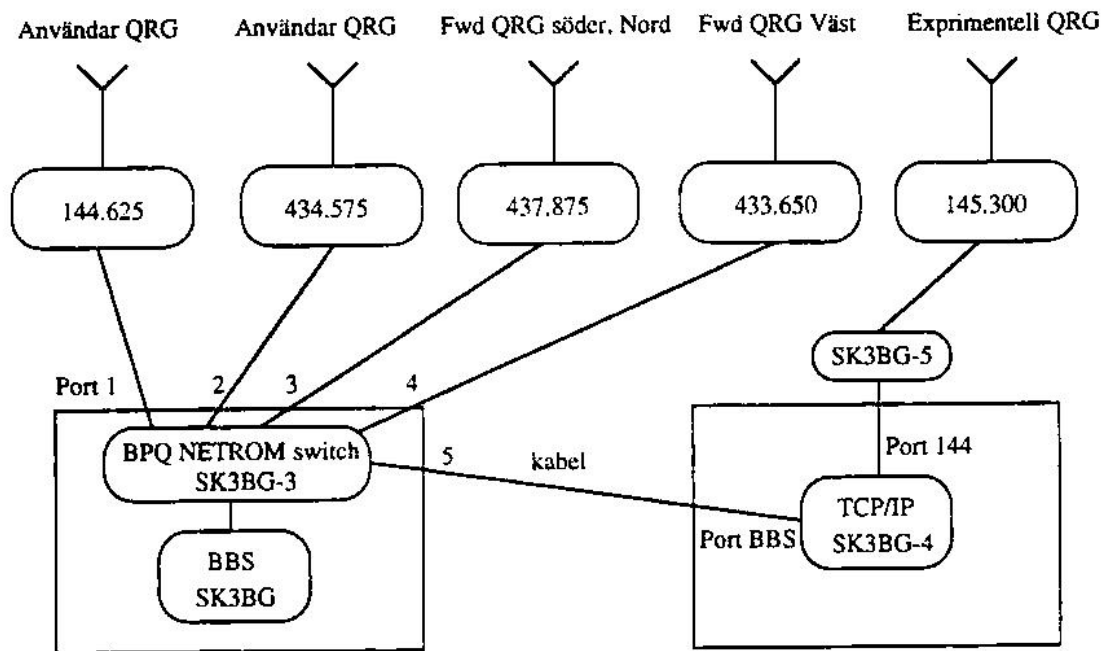 Användar QRG
Användar QRG
Fwd QRG söder, Nord
Fwd QRG Väst
Exprimentell QRG
144.625
434.575
437.875
433.650
145.300
SK3BG-5
Port 1
2
3
4
BPQ NETROM switch
SK3BG-3
5
kabel
Port 144
TCP/IP
SK3BG-4
Port BBS
BBS
SK3BG